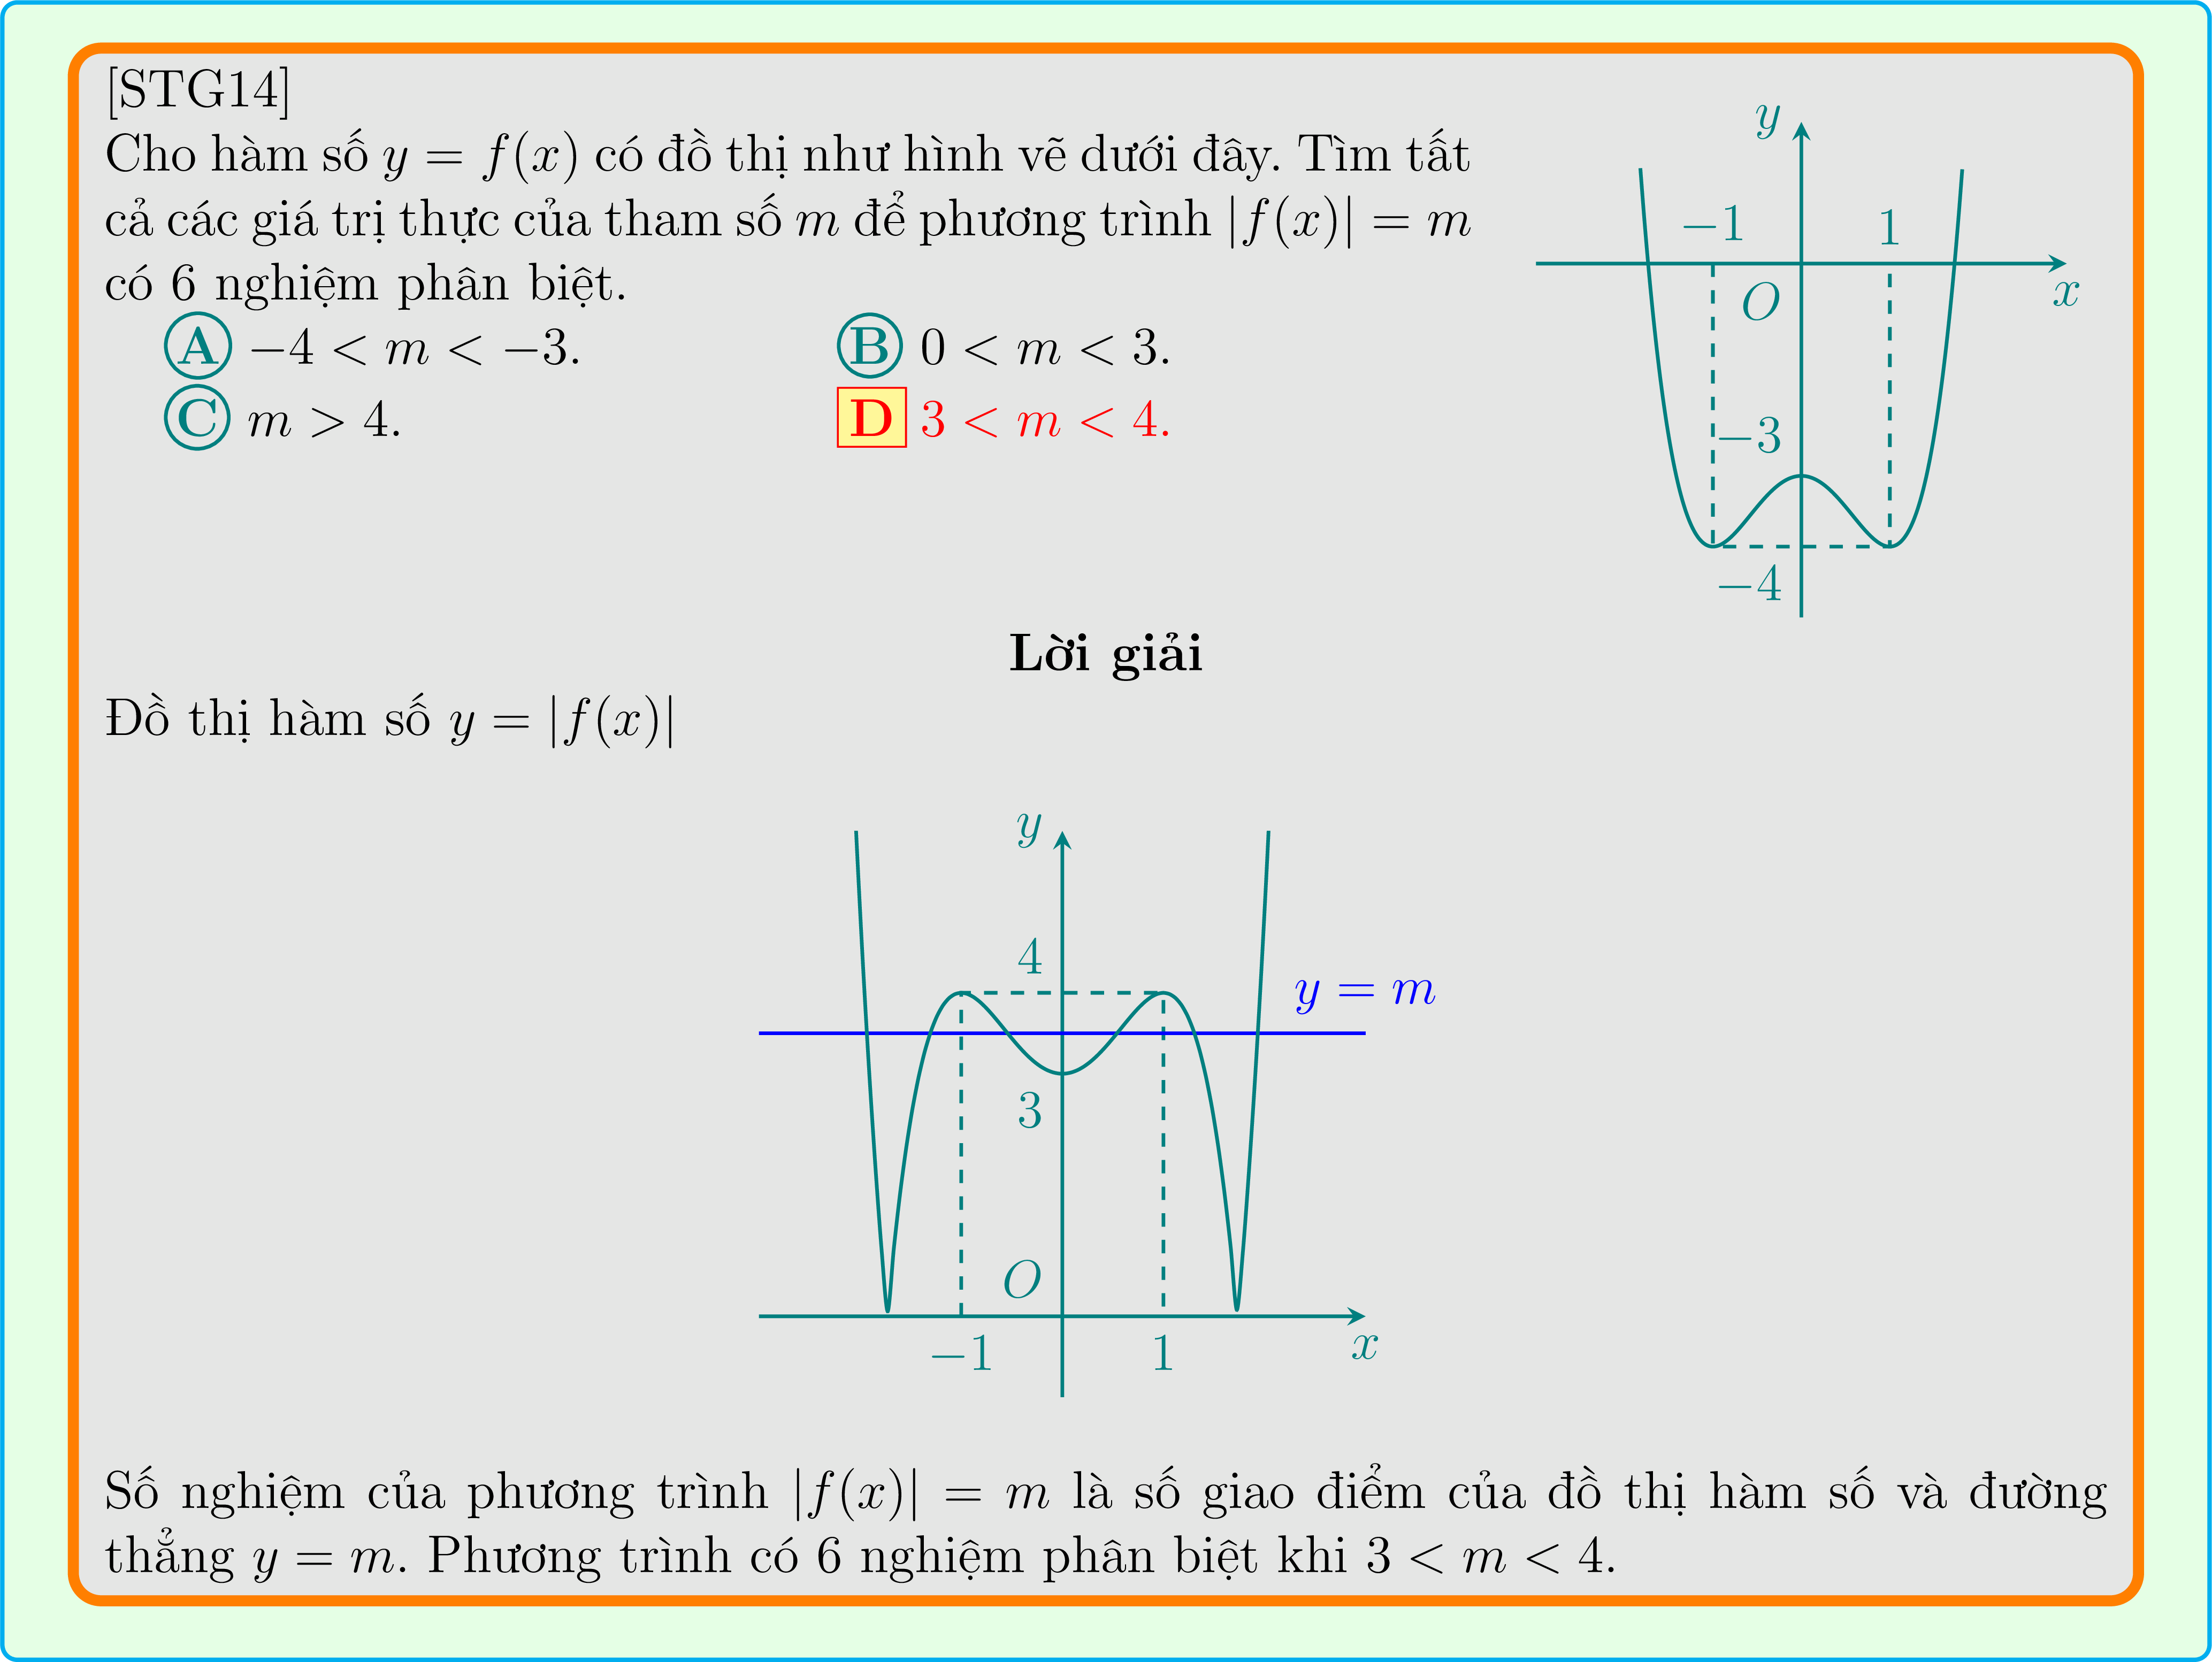 [STG14]
Cho hàm số y = f(x) có đồ thị như hình vẽ dưới đây. Tìm tất
cả các giá trị thực của tham số m để phương trình |f(x)| = m
có 6 nghiệm phân biệt.
A −4 < m < −3.
B 0 < m < 3.
C m > 4.
D 3 < m < 4.
y
−1
1
O
x
−3
−4
Lời giải
Đồ thị hàm số y = |f(x)|
y
4
y = m
3
O
−1
1
x
Số nghiệm của phương trình |f(x)| = m là số giao điểm của đồ thị hàm số và đường
thẳng y = m. Phương trình có 6 nghiệm phân biệt khi 3 < m < 4.